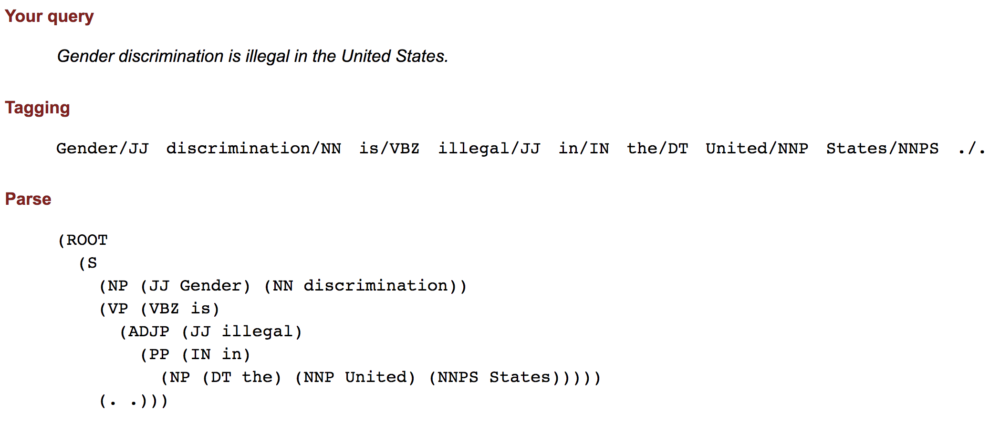 Your query
Gender discrimination is illegal in the United States.
Tagging
Gender/JJ discrimination/NN is/VBZ illegal/JJ in/IN the/DT United/NNP States/NNPS ./.
Parse
(ROOT
  (S
    (NP (JJ Gender) (NN discrimination))
    (VP (VBZ is)
      (ADJP (JJ illegal)
        (PP (IN in)
          (NP (DT the) (NNP United) (NNPS States)))))
    (. .)))